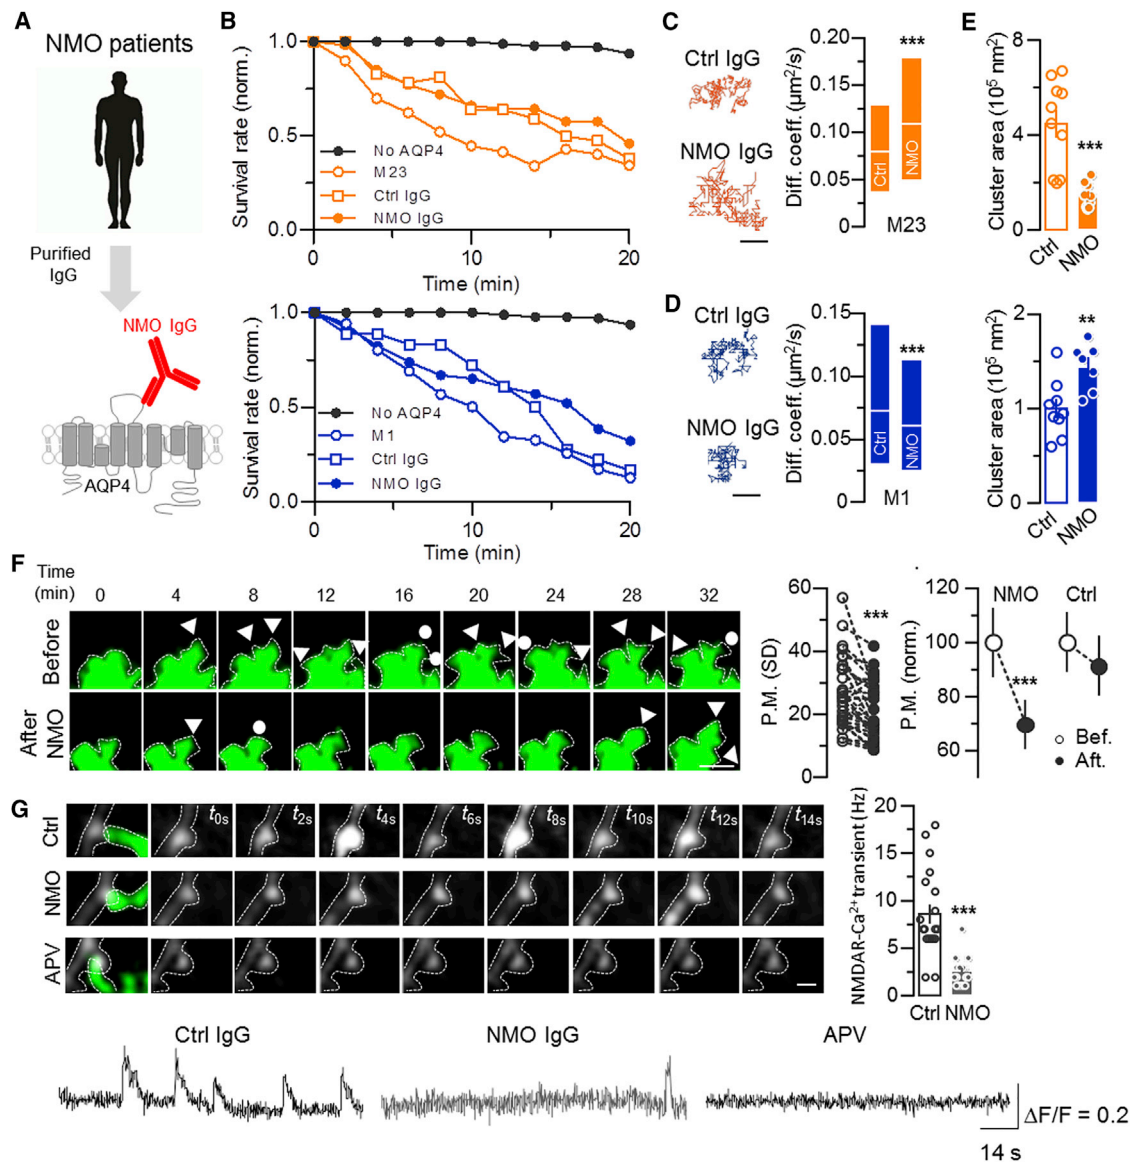 A
NMO patients
Purified
IgG
NMO IgG
AQP4
B
Survival rate (norm.)
1.0
0.5
0.0
No AQP4
M23
Ctrl IgG
NMO IgG
0
10
20
Time (min)
Survival rate (norm.)
1.0
0.5
0.0
No AQP4
M1
Ctrl IgG
NMO IgG
0
10
20
Time (min)
C
Ctrl IgG
NMO IgG
Diff. coeff. (µm²/s)
0.20
0.15
0.10
0.05
0
***
Ctrl
NMO
M23
D
Ctrl IgG
NMO IgG
Diff. coeff. (µm²/s)
0.15
0.10
0.05
0
***
Ctrl
NMO
M1
E
Cluster area (10⁵ nm²)
8
4
0
***
Ctrl
NMO
Cluster area (10⁵ nm²)
2
1
0
**
Ctrl
NMO
F
Time
(min)
0 4 8 12 16 20 24 28 32
Before
After
NMO
P.M. (SD)
60
40
20
0
***
P.M. (norm.)
120
100
80
60
NMO
Ctrl
***
Bef.
Aft.
G
Ctrl
t0s t2s t4s t6s t8s t10s t12s t14s
NMO
APV
NMDAR-Ca²⁺ transient (Hz)
20
15
10
5
0
***
Ctrl NMO
Ctrl IgG
NMO IgG
APV
ΔF/F = 0.2
14 s